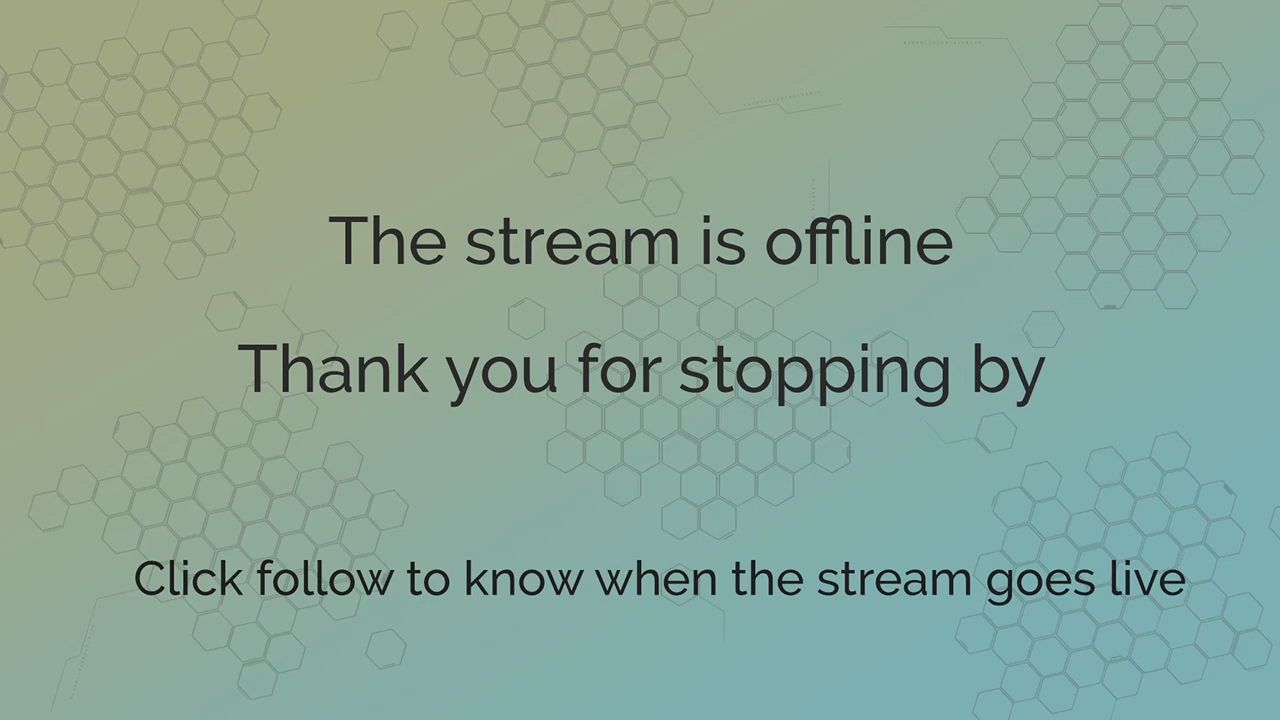 The stream is offline
Thank you for stopping by
Click follow to know when the stream goes live